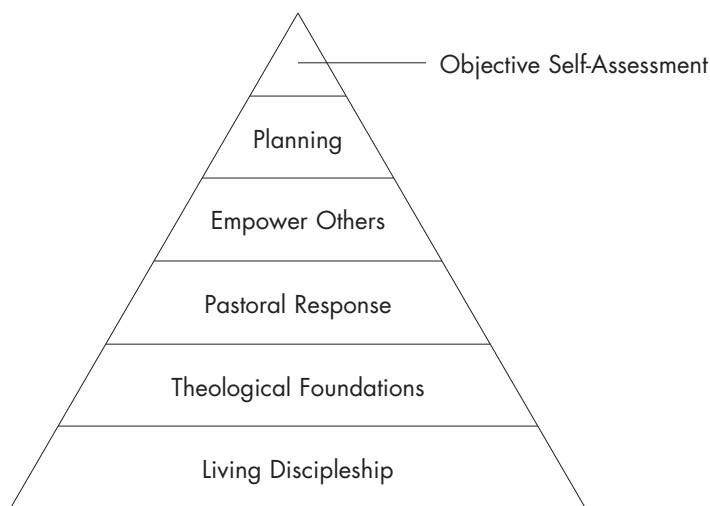 Objective Self-Assessment
Planning
Empower Others
Pastoral Response
Theological Foundations
Living Discipleship